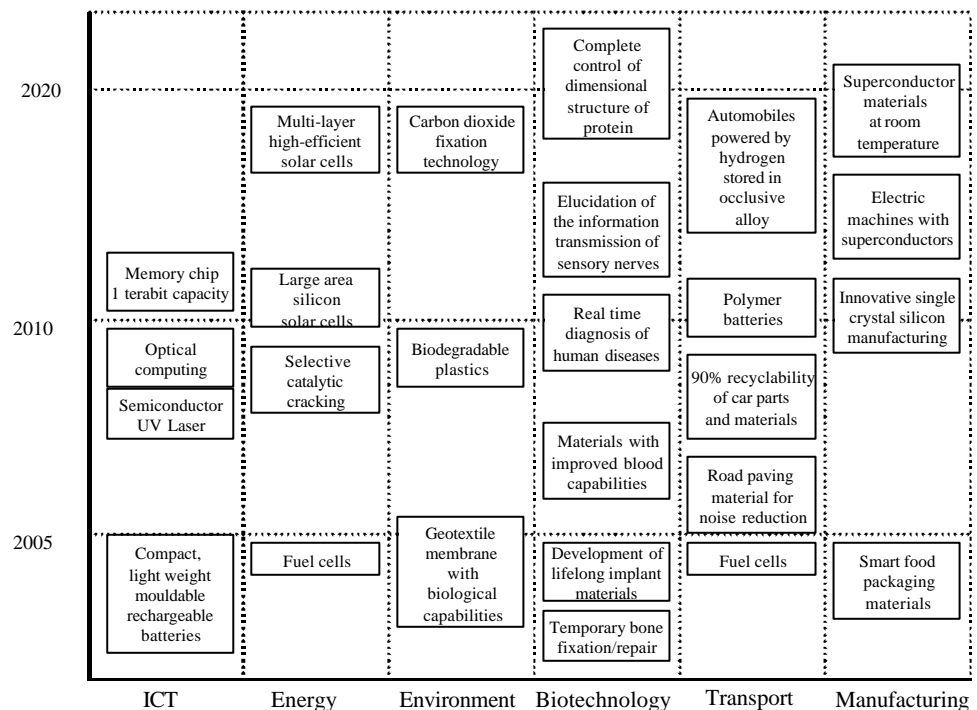 2020
2010
2005
Memory chip
1 terabit capacity
Optical
computing
Semiconductor
UV Laser
Compact,
light weight
mouldable
rechargeable
batteries
ICT
Multi-layer
high-efficient
solar cells
Large area
silicon
solar cells
Selective
catalytic
cracking
Fuel cells
Energy
Carbon dioxide
fixation
technology
Biodegradable
plastics
Geotextile
membrane
with
biological
capabilities
Environment
Complete
control of
dimensional
structure of
protein
Elucidation of
the information
transmission of
sensory nerves
Real time
diagnosis of
human diseases
Materials with
improved blood
capabilities
Development of
lifelong implant
materials
Temporary bone
fixation/repair
Biotechnology
Automobiles
powered by
hydrogen
stored in
occlusive
alloy
Polymer
batteries
90% recyclability
of car parts
and materials
Road paving
material for
noise reduction
Fuel cells
Transport
Superconductor
materials
at room
temperature
Electric
machines with
superconductors
Innovative single
crystal silicon
manufacturing
Smart food
packaging
materials
Manufacturing